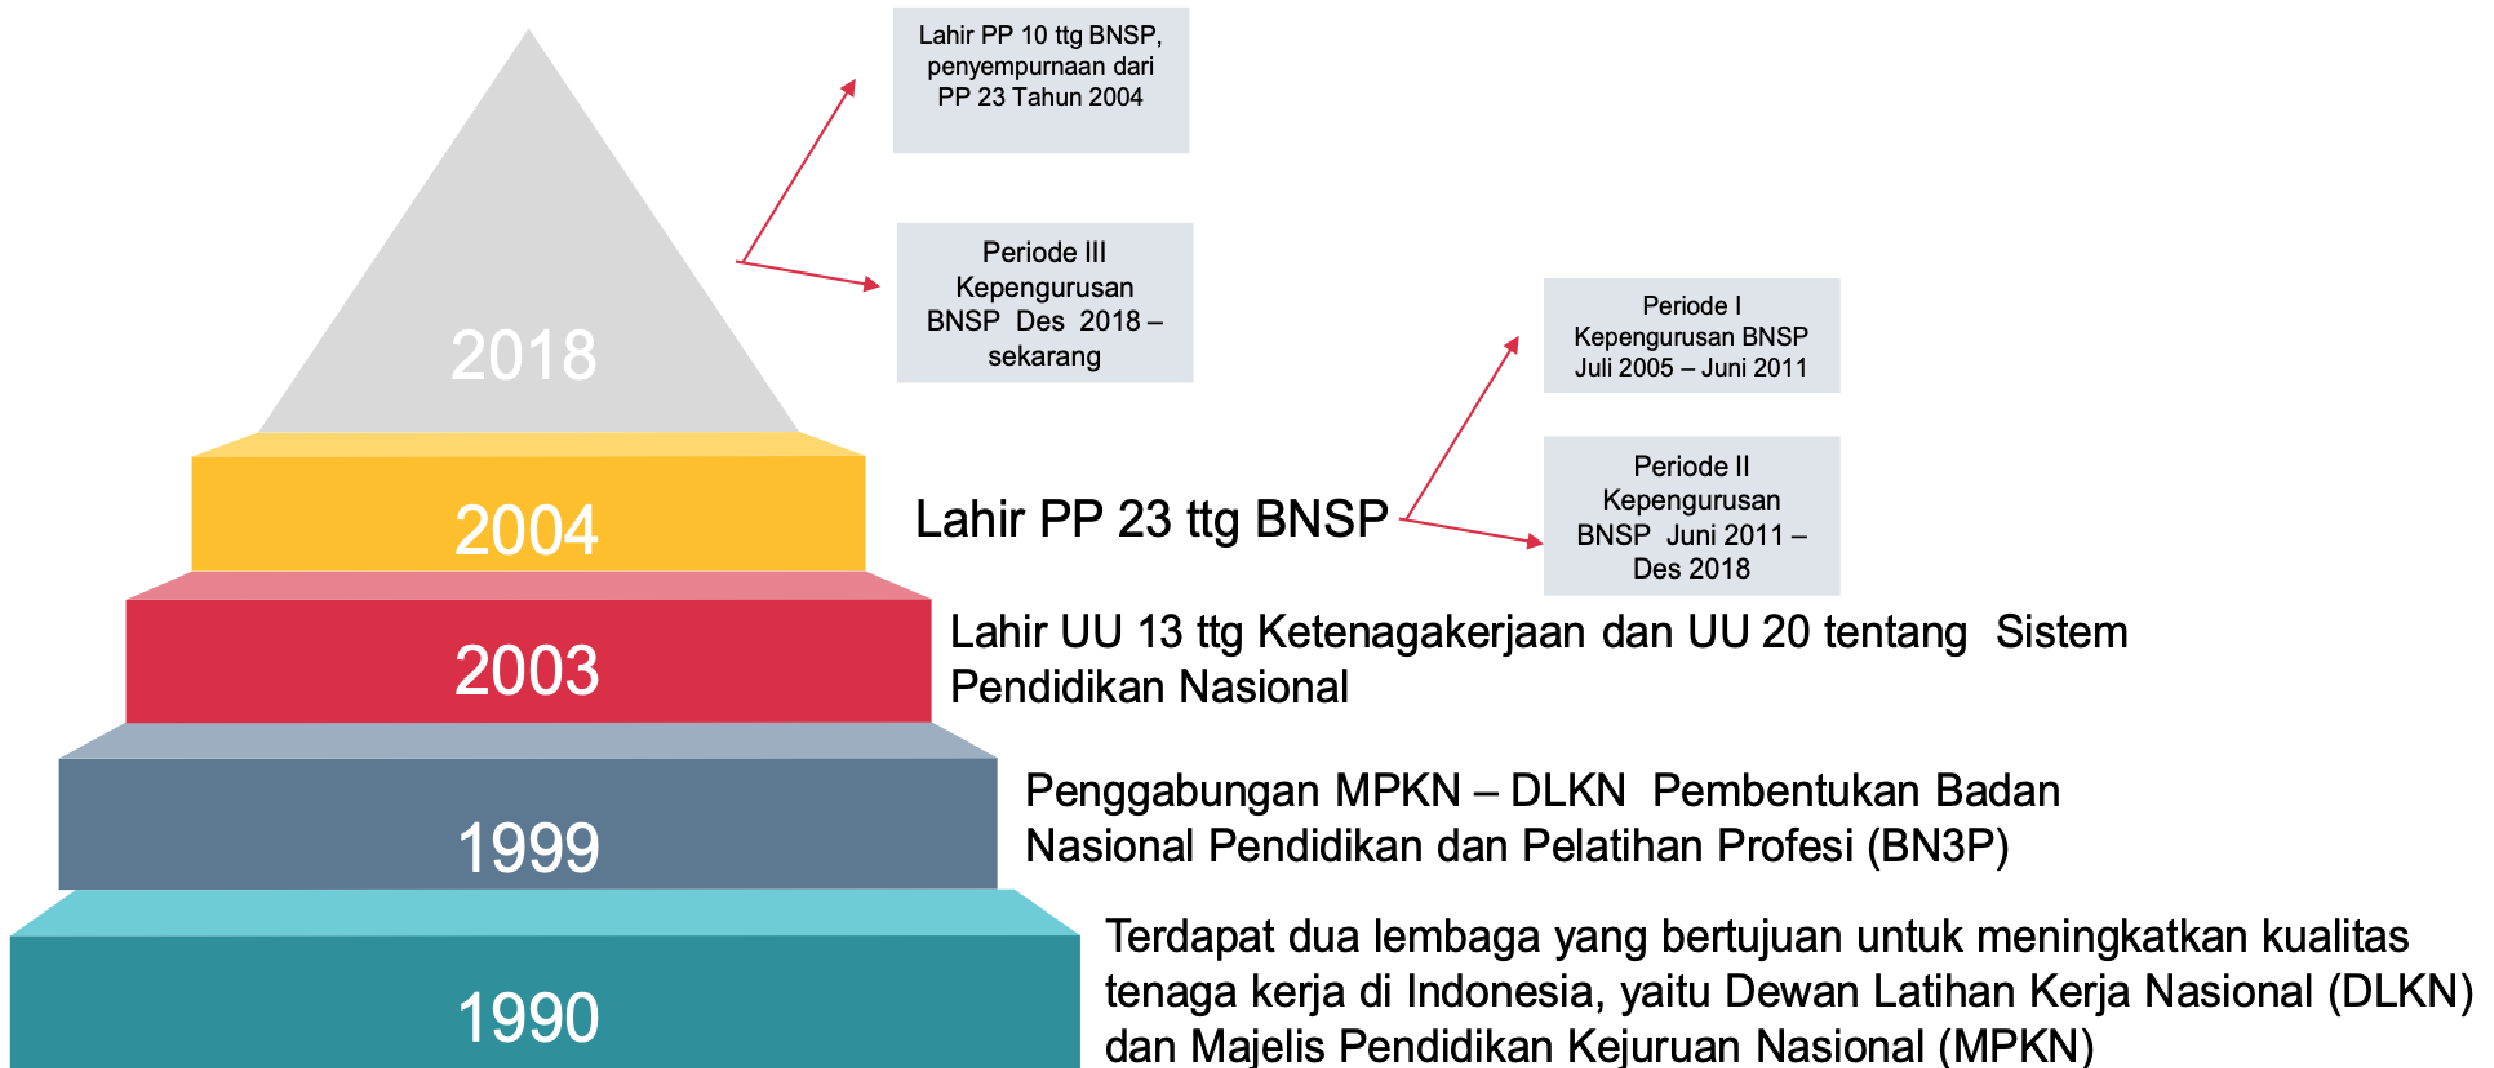 Lahir PP 10 ttg BNSP,
penyempurnaan dari
PP 23 Tahun 2004
Periode III
Kepengurusan
BNSP Des 2018 –
sekarang
2018
Periode I
Kepengurusan BNSP
Juli 2005 – Juni 2011
Periode II
Kepengurusan
BNSP Juni 2011 –
Des 2018
2004
Lahir PP 23 ttg BNSP
2003
Lahir UU 13 ttg Ketenagakerjaan dan UU 20 tentang Sistem
Pendidikan Nasional
1999
Penggabungan MPKN – DLKN Pembentukan Badan
Nasional Pendidikan dan Pelatihan Profesi (BN3P)
1990
Terdapat dua lembaga yang bertujuan untuk meningkatkan kualitas
tenaga kerja di Indonesia, yaitu Dewan Latihan Kerja Nasional (DLKN)
dan Majelis Pendidikan Kejuruan Nasional (MPKN)